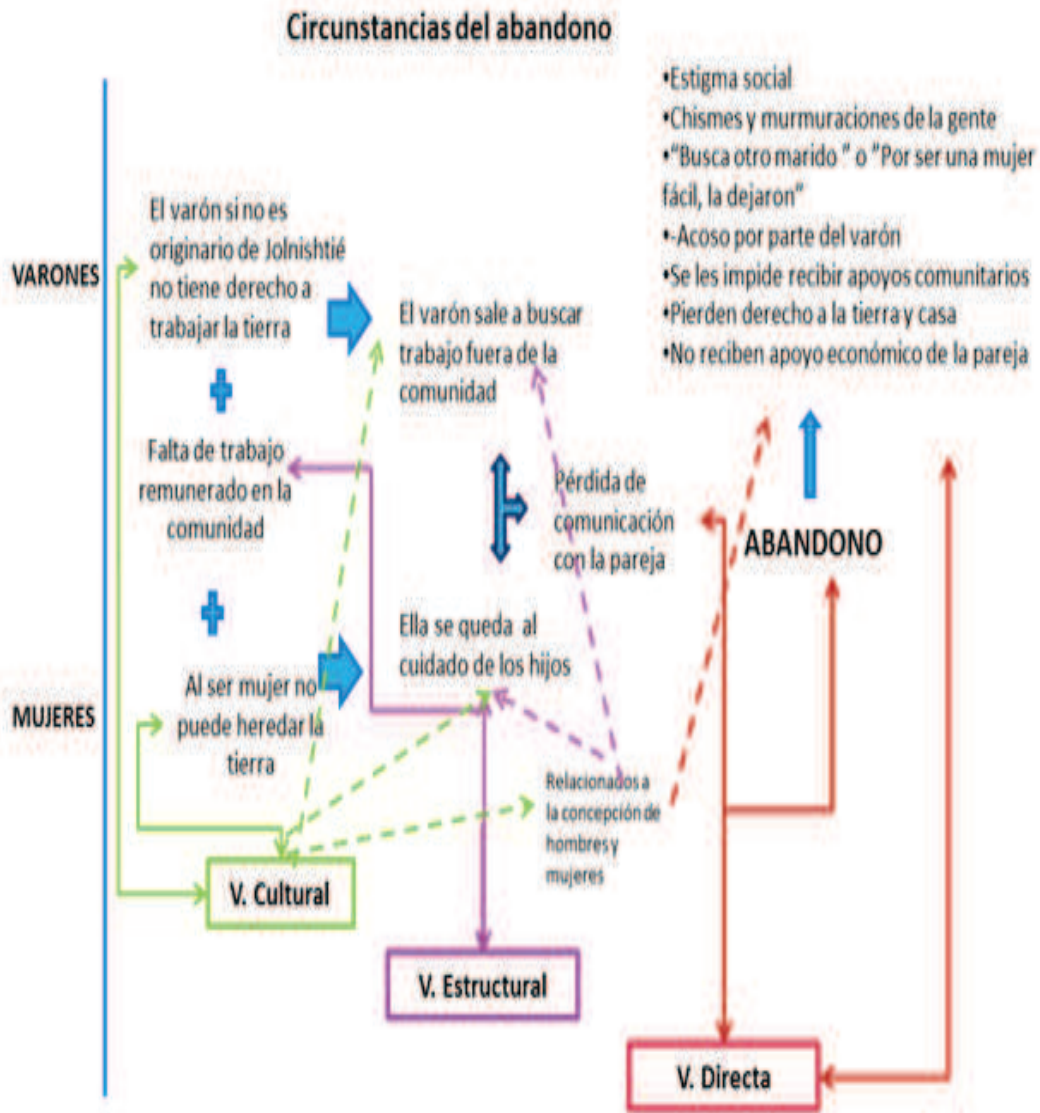 Circunstancias del abandono
•Estigma social
•Chismes y murmuraciones de la gente
•"Busca otro marido " o "Por ser una mujer
fácil, la dejaron"
•-Acoso por parte del varón
•Se les impide recibir apoyos comunitarios
•Pierden derecho a la tierra y casa
•No reciben apoyo económico de la pareja
VARONES
El varón si no es
originario de Jolnishtié
no tiene derecho a
trabajar la tierra
El varón sale a buscar
trabajo fuera de la
comunidad
Falta de trabajo
remunerado en la
comunidad
Pérdida de
comunicación
con la pareja
ABANDONO
MUJERES
Al ser mujer no
puede heredar la
tierra
Ella se queda al
cuidado de los hijos
Relacionados a
la concepción de
hombres y
mujeres
V. Cultural
V. Estructural
V. Directa